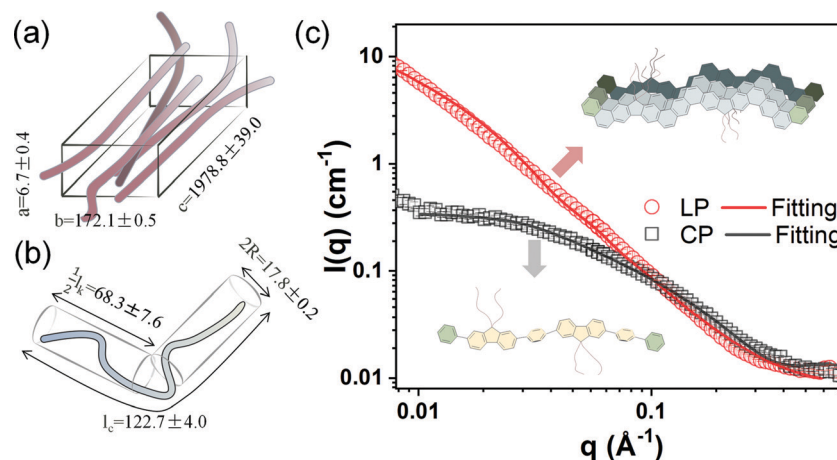 (a)
a=6.7±0.4
b=172.1±0.5
c=1978.8±39.0
(b)
½lₖ=68.3±7.6
2R=17.8±0.2
l_c=122.7±4.0
(c)
I(q) (cm⁻¹)
10
1
0.1
0.01
LP Fitting
CP Fitting
0.01 0.1
q (Å⁻¹)